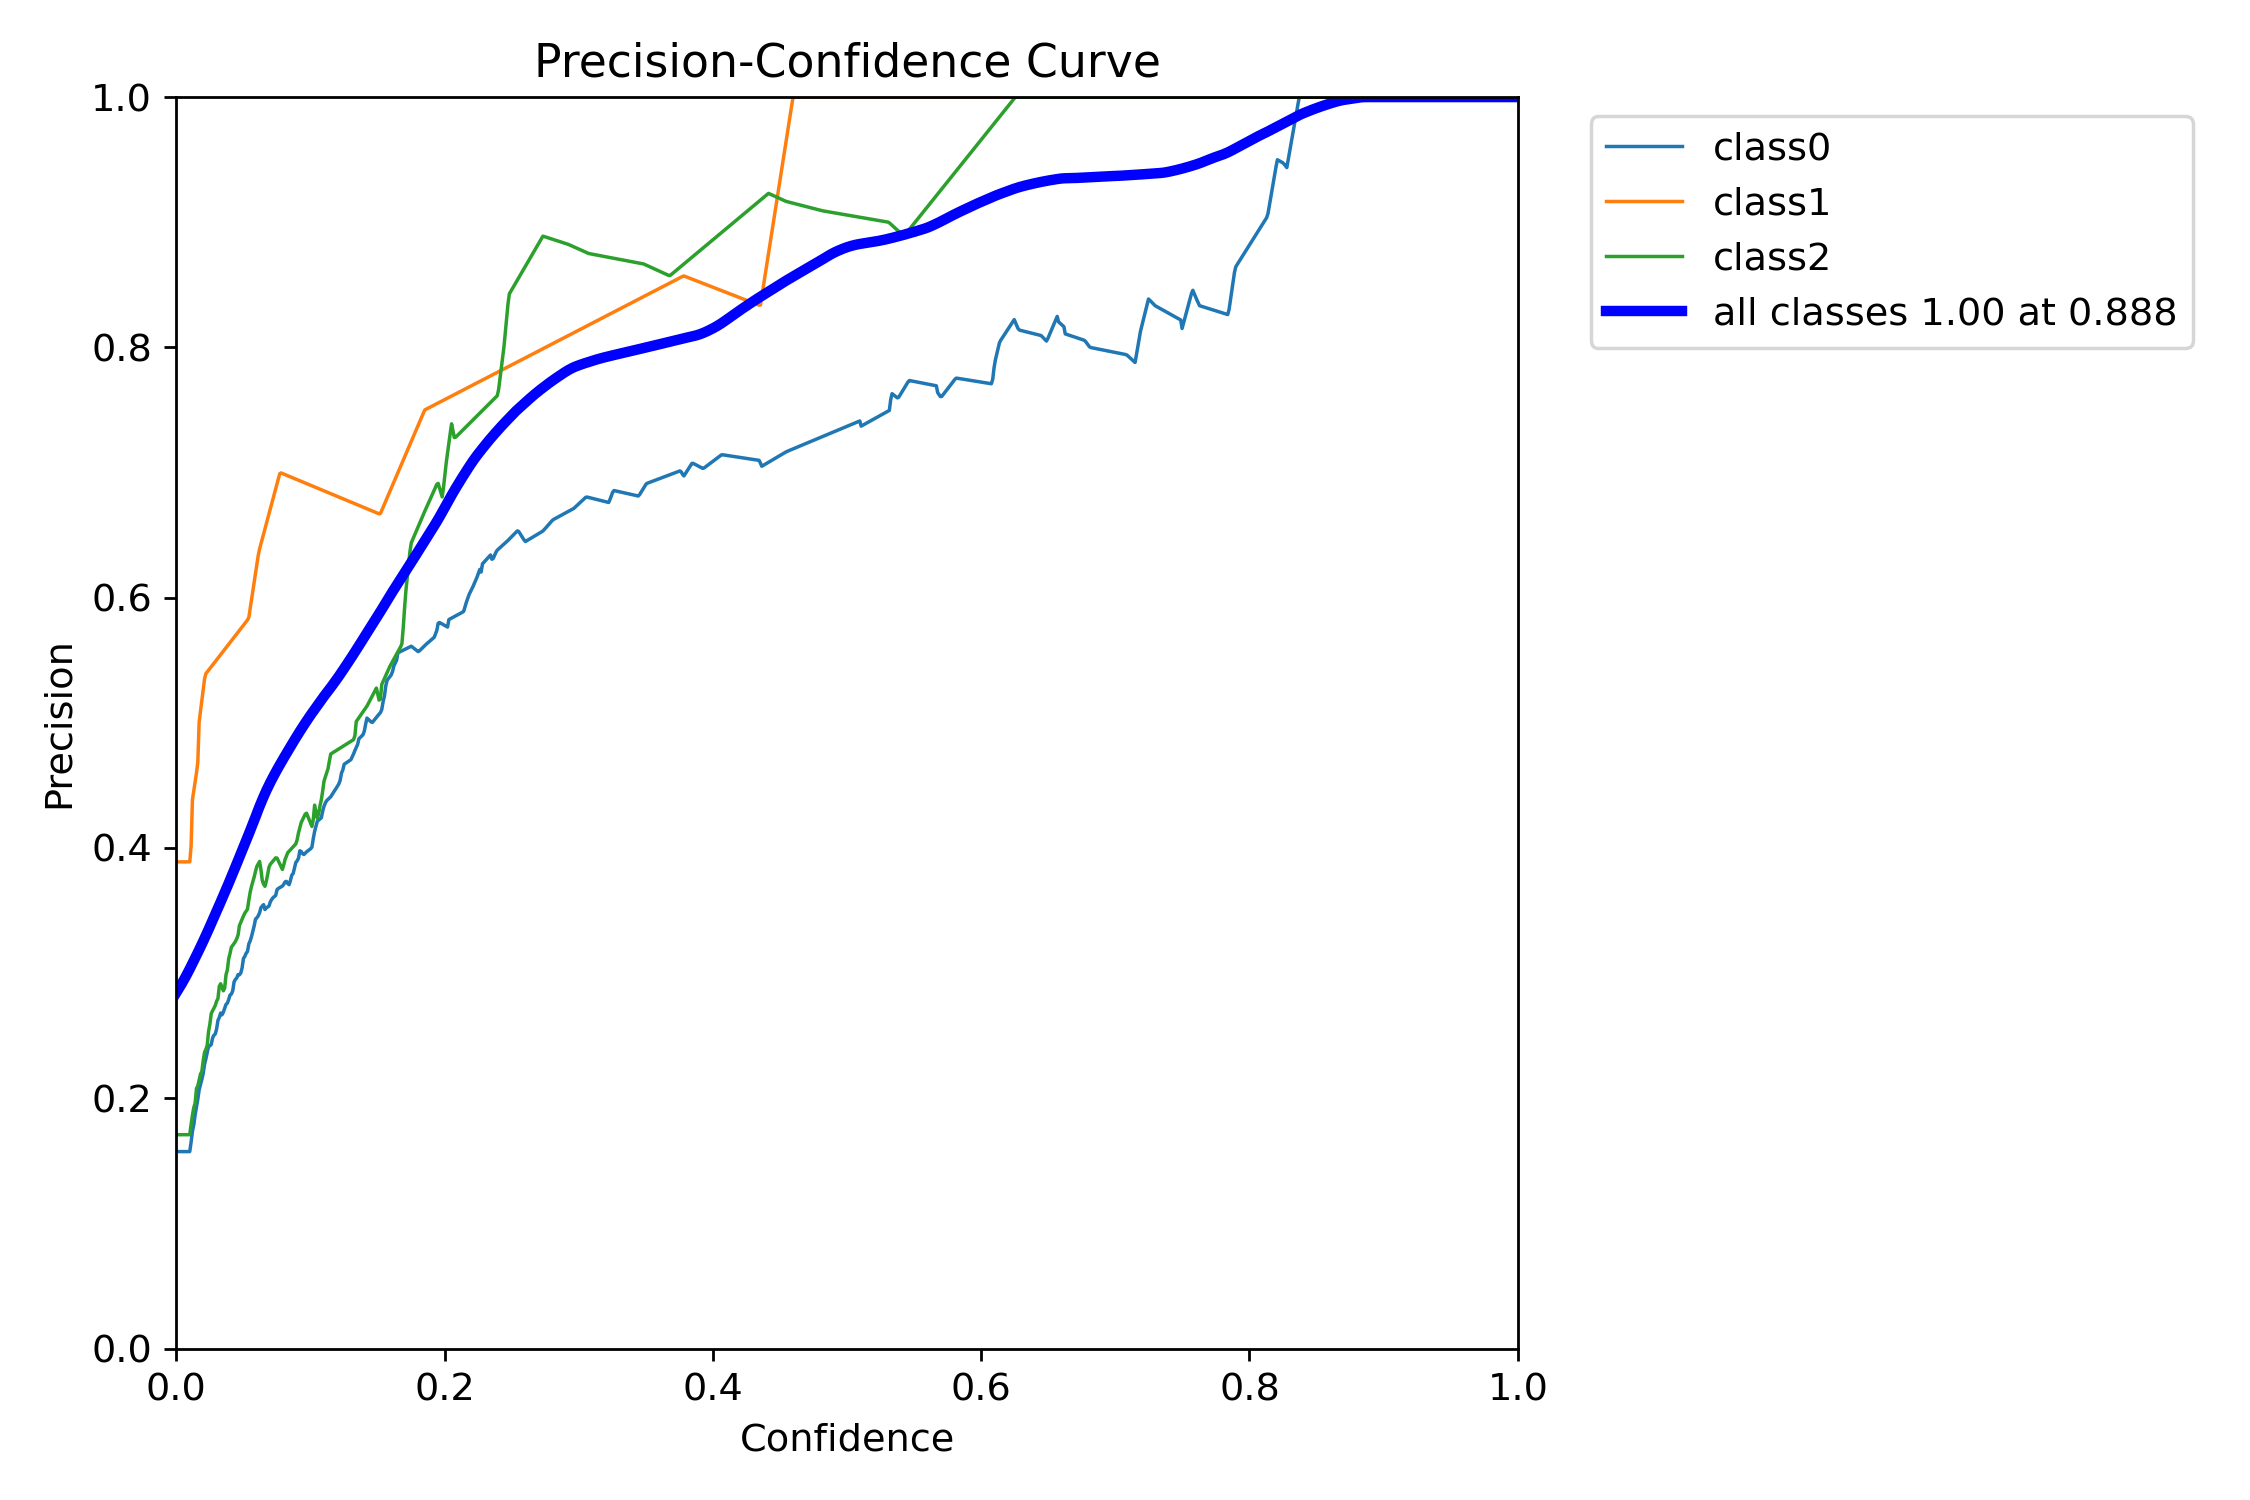 Precision-Confidence Curve
1.0
0.8
0.6
0.4
0.2
0.0
Precision
0.0 0.2 0.4 0.6 0.8 1.0
Confidence
class0
class1
class2
all classes 1.00 at 0.888